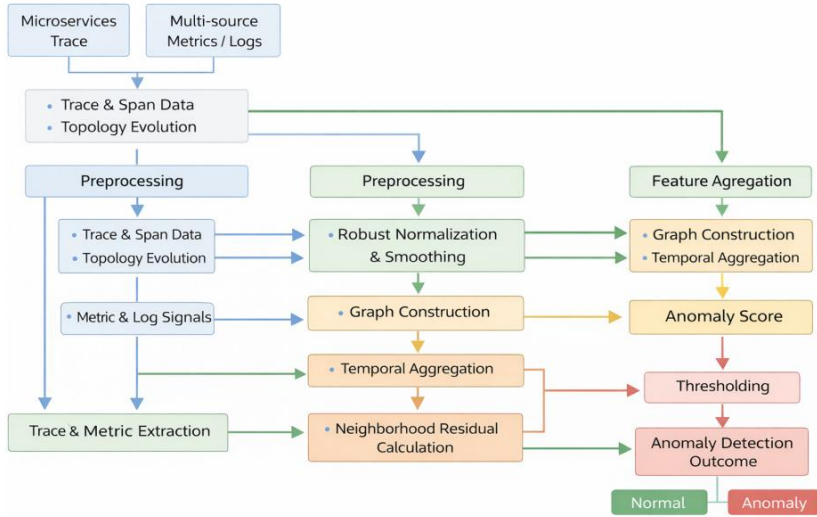 Microservices
Trace
Multi-source
Metrics / Logs
• Trace & Span Data
• Topology Evolution
Preprocessing
Preprocessing
Feature Agregation
• Trace & Span Data
• Topology Evolution
• Robust Normalization
& Smoothing
• Graph Construction
• Temporal Aggregation
• Metric & Log Signals
• Graph Construction
Anomaly Score
• Temporal Aggregation
Thresholding
Trace & Metric Extraction
• Neighborhood Residual
Calculation
Anomaly Detection
Outcome
Normal
Anomaly